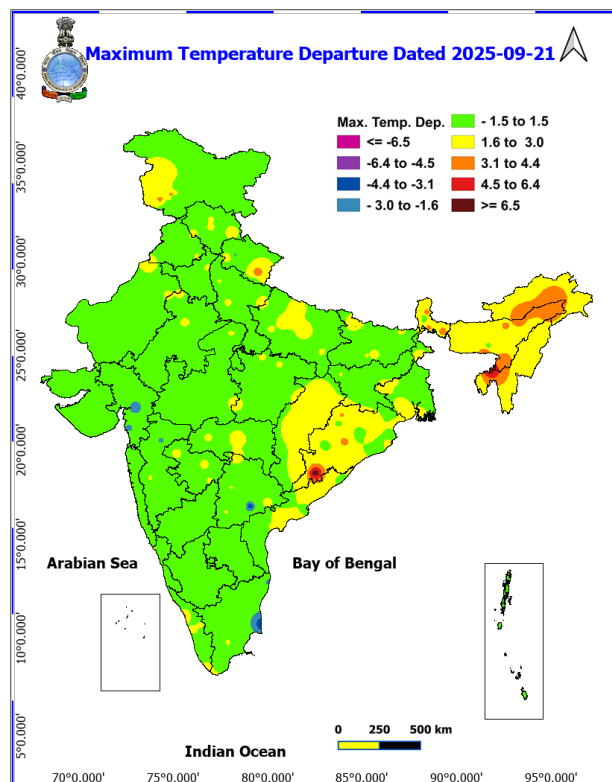 Maximum Temperature Departure Dated 2025-09-21
40°0.000'
35°0.000'
30°0.000'
25°0.000'
20°0.000'
15°0.000'
10°0.000'
5°0.000'
Max. Temp. Dep.
<= -6.5
-6.4 to -4.5
-4.4 to -3.1
- 3.0 to -1.6
- 1.5 to 1.5
1.6 to 3.0
3.1 to 4.4
4.5 to 6.4
>= 6.5
Arabian Sea
Bay of Bengal
Indian Ocean
0 250 500 km
70°0.000' 75°0.000' 80°0.000' 85°0.000' 90°0.000' 95°0.000'